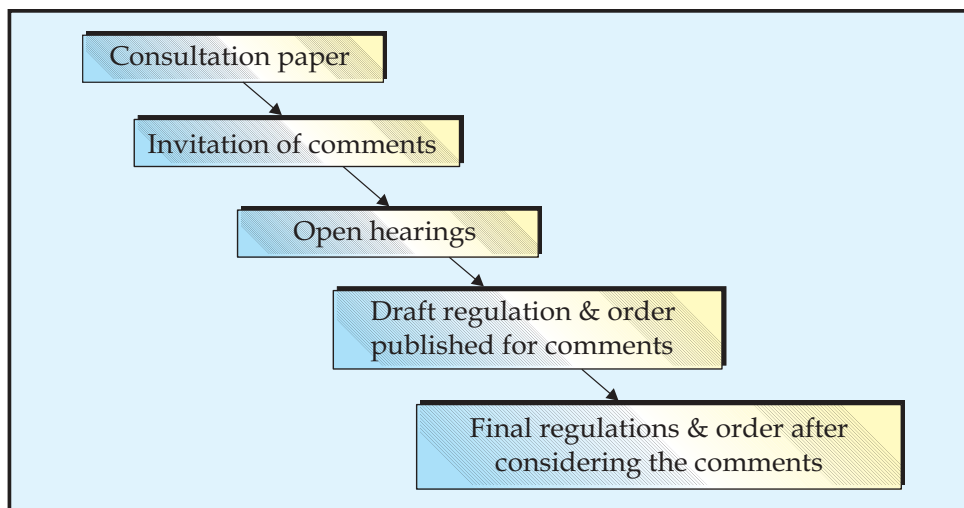 Consultation paper
Invitation of comments
Open hearings
Draft regulation & order
published for comments
Final regulations & order after
considering the comments